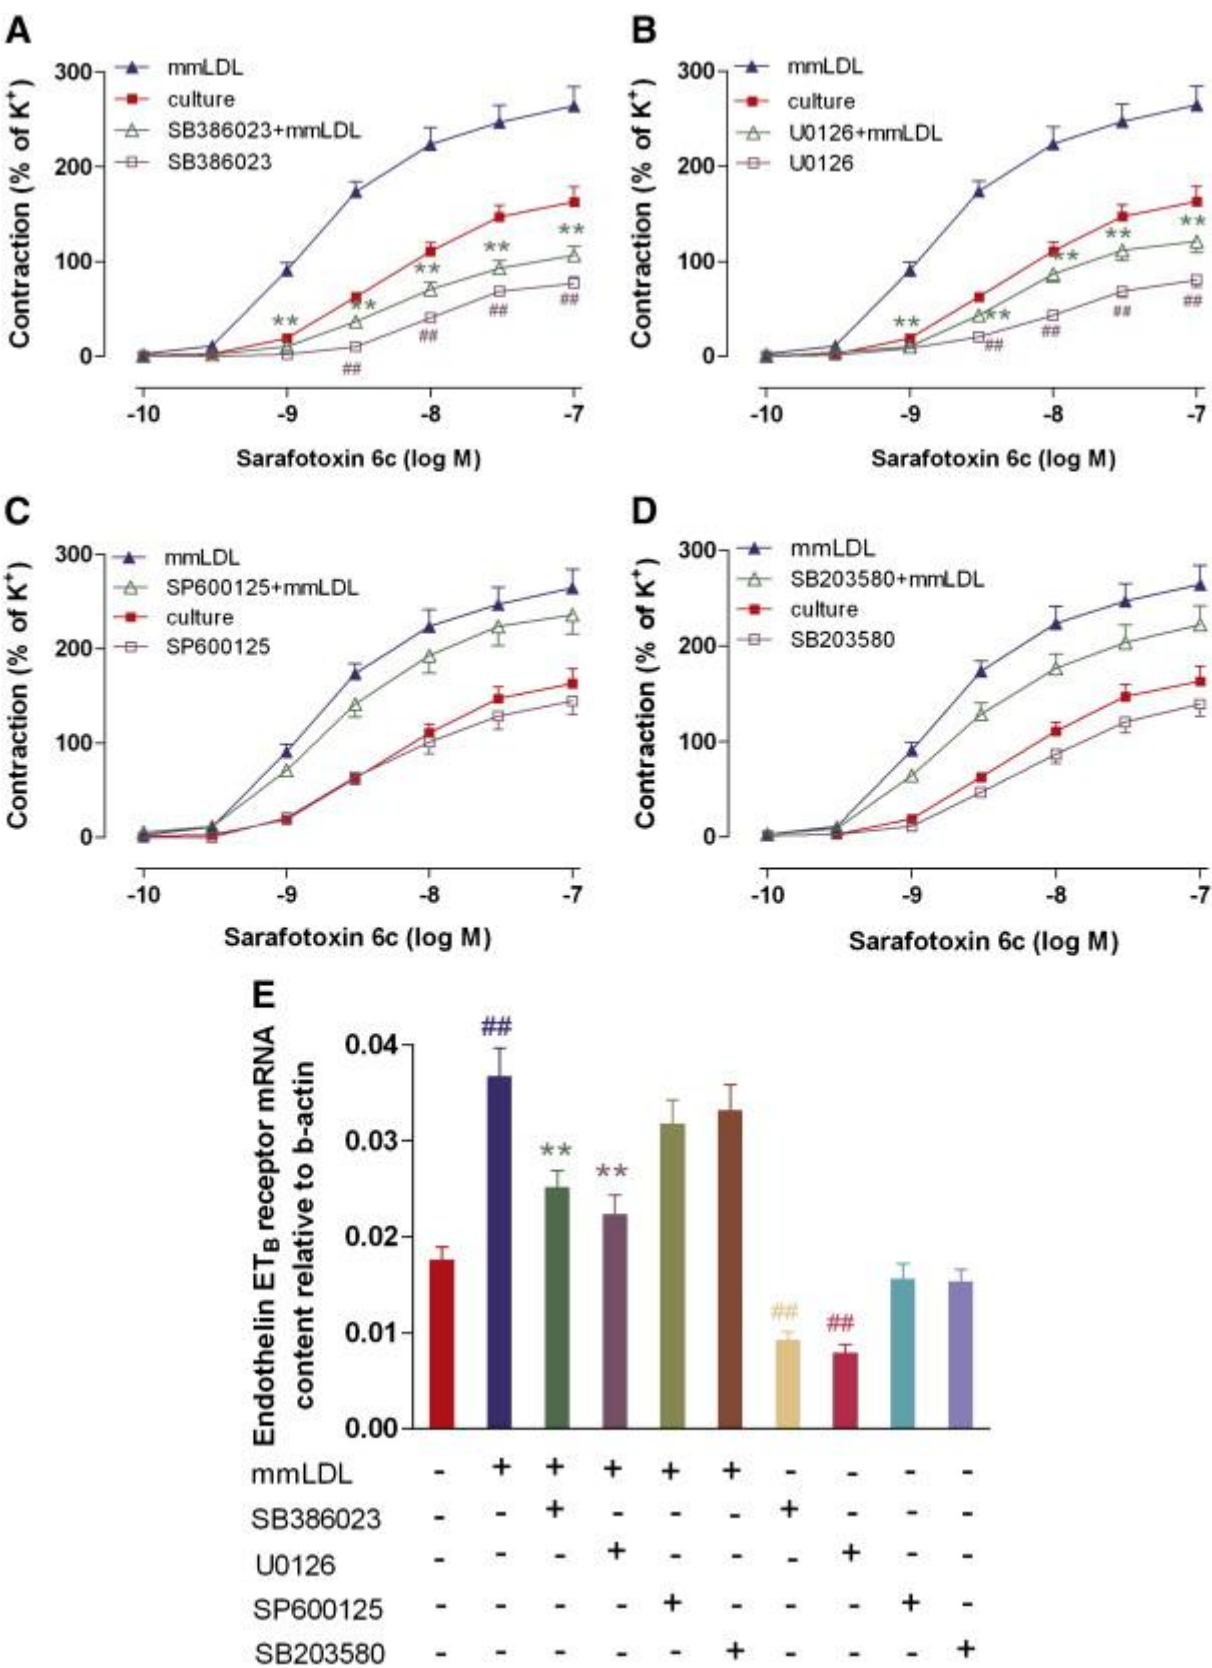 A
300
200
100
0
Contraction (% of K⁺)
mmLDL
culture
SB386023+mmLDL
SB386023
** ** ** ** **
## ## ## ##
-10 -9 -8 -7
Sarafotoxin 6c (log M)
B
300
200
100
0
Contraction (% of K⁺)
mmLDL
culture
U0126+mmLDL
U0126
** ** ** ** **
## ## ## ##
-10 -9 -8 -7
Sarafotoxin 6c (log M)
C
300
200
100
0
Contraction (% of K⁺)
mmLDL
SP600125+mmLDL
culture
SP600125
-10 -9 -8 -7
Sarafotoxin 6c (log M)
D
300
200
100
0
Contraction (% of K⁺)
mmLDL
SB203580+mmLDL
culture
SB203580
-10 -9 -8 -7
Sarafotoxin 6c (log M)
E
Endothelin ETB receptor mRNA
content relative to b-actin
0.04
0.03
0.02
0.01
0.00
## ** ** ## ##
mmLDL - + + + + + - - - -
SB386023 - - + - - - + - - -
U0126 - - - + - - - + - -
SP600125 - - - - + - - - + -
SB203580 - - - - - + - - - +